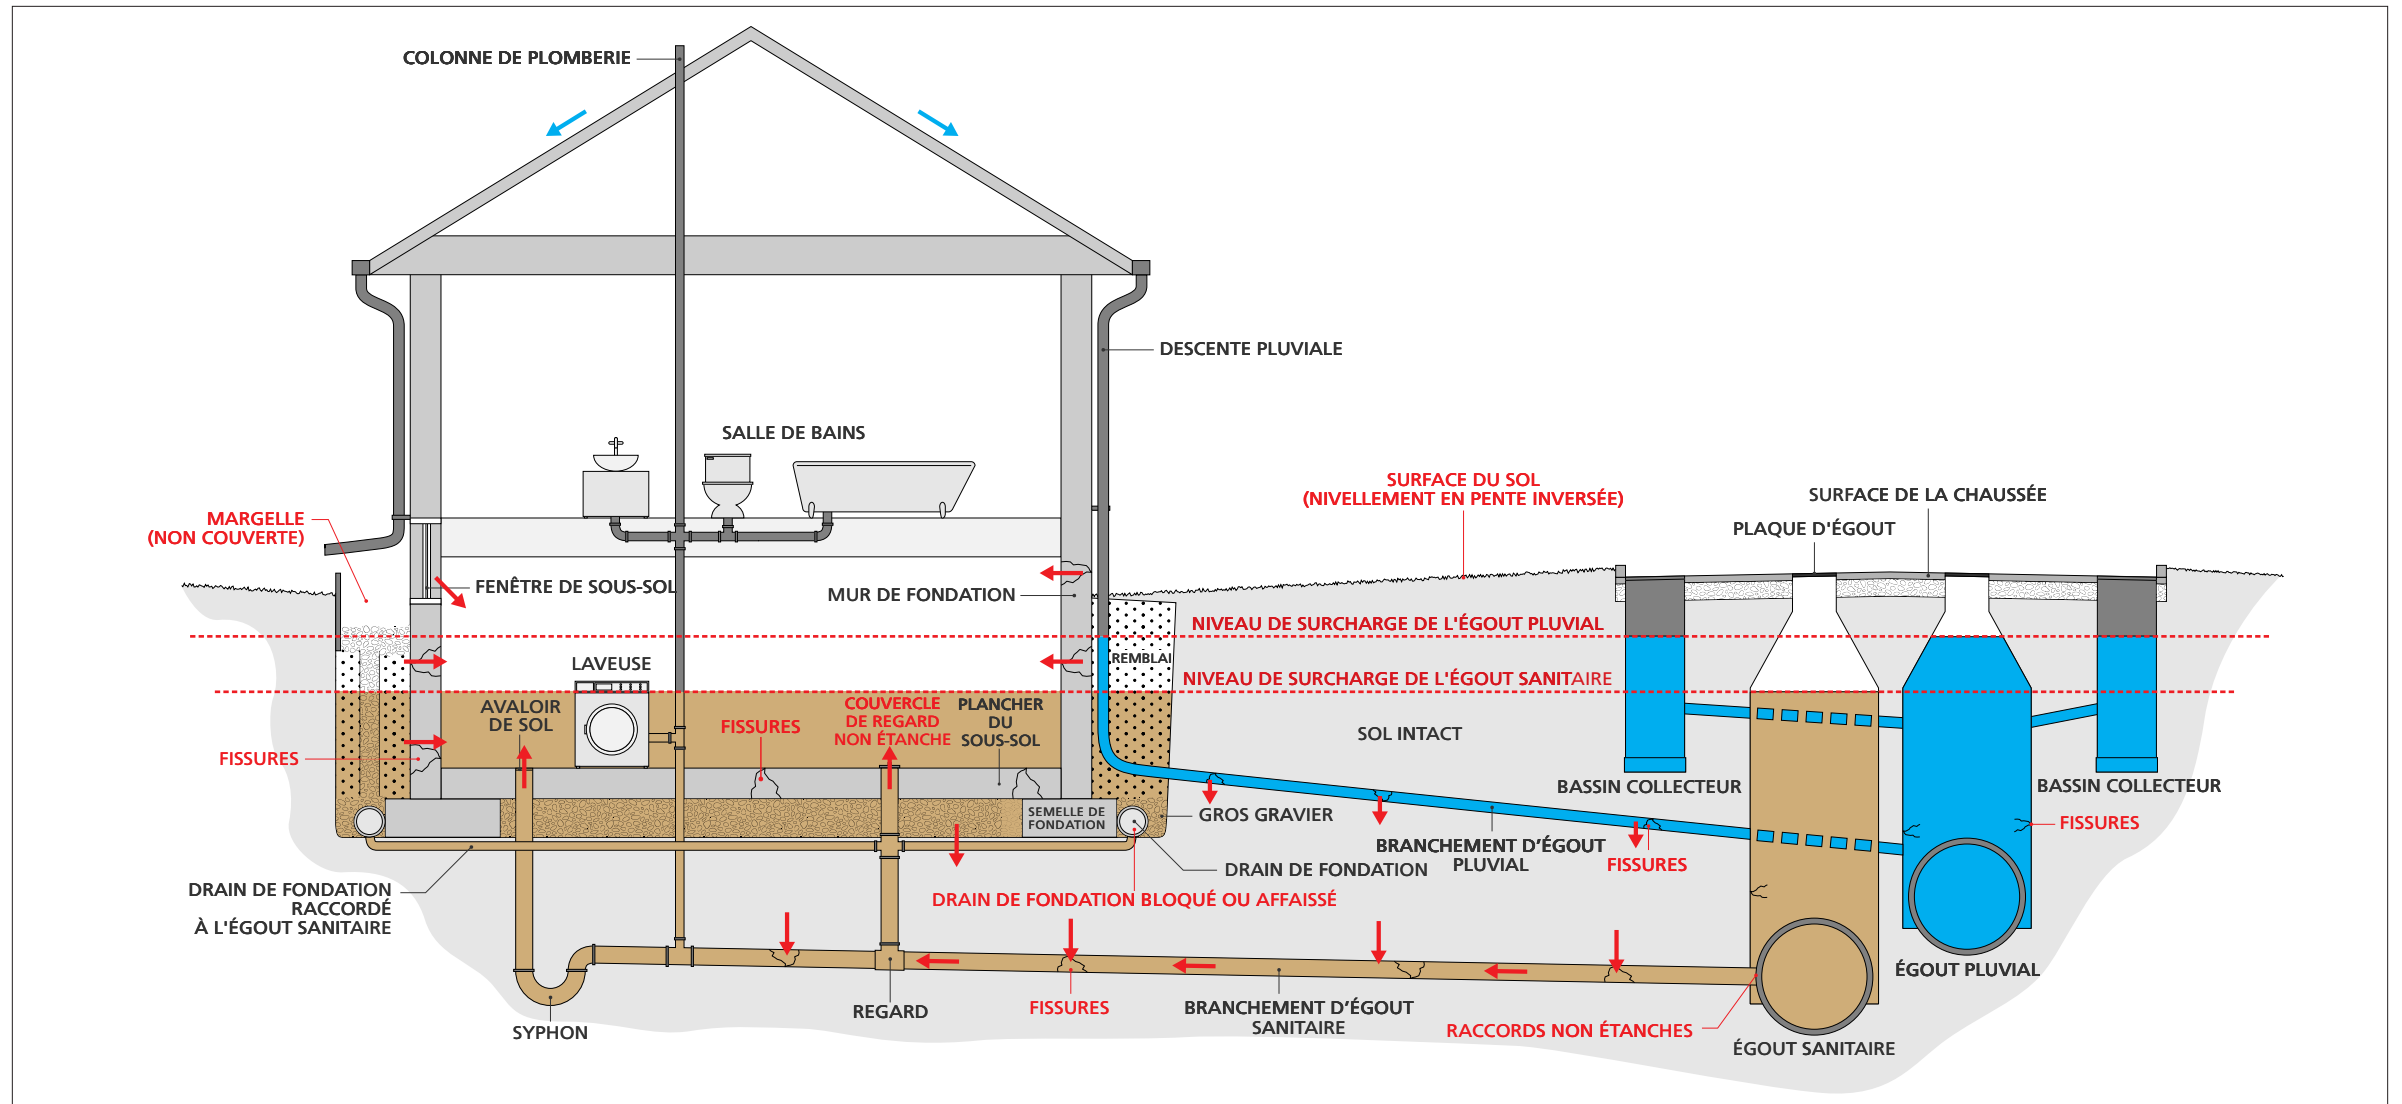 COLONNE DE PLOMBERIE
DESCENTE PLUVIALE
SALLE DE BAINS
SURFACE DU SOL
(NIVELLEMENT EN PENTE INVERSÉE)
SURFACE DE LA CHAUSSÉE
PLAQUE D'ÉGOUT
MARGELLE
(NON COUVERTE)
FENÊTRE DE SOUS-SOL
MUR DE FONDATION
NIVEAU DE SURCHARGE DE L'ÉGOUT PLUVIAL
REMBLAI
LAVEUSE
NIVEAU DE SURCHARGE DE L'ÉGOUT SANITAIRE
AVALOIR
DE SOL
FISSURES
COUVERCLE
DE REGARD
NON ÉTANCHE
PLANCHER
DU
SOUS-SOL
SOL INTACT
FISSURES
BASSIN COLLECTEUR
BASSIN COLLECTEUR
SEMELLE DE
FONDATION
GROS GRAVIER
FISSURES
BRANCHEMENT D’ÉGOUT
PLUVIAL
FISSURES
DRAIN DE FONDATION
DRAIN DE FONDATION
RACCORDÉ
À L'ÉGOUT SANITAIRE
DRAIN DE FONDATION BLOQUÉ OU AFFAISSÉ
ÉGOUT PLUVIAL
SYPHON
REGARD
FISSURES
BRANCHEMENT D’ÉGOUT
SANITAIRE
RACCORDS NON ÉTANCHES
ÉGOUT SANITAIRE